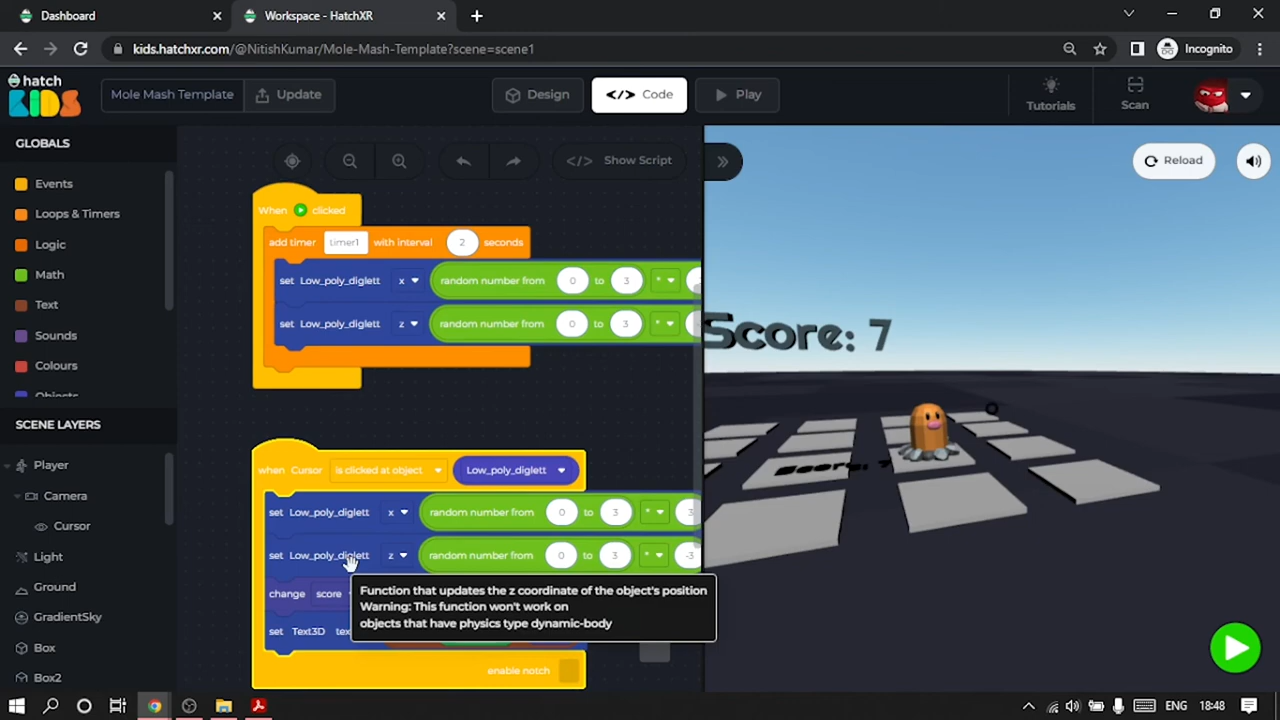 Dashboard
Workspace - HatchXR
kids.hatchxr.com/@NitishKumar/Mole-Mash-Template?scene=scene1
Incognito
hatch
KIDS
Mole Mash Template
Update
Design
</> Code
Play
Tutorials
Scan
GLOBALS
Events
Loops & Timers
Logic
Math
Text
Sounds
Colours
Objects
SCENE LAYERS
Player
Camera
Cursor
Light
Ground
GradientSky
Box
Box2
</> Show Script
When clicked
add timer timer1 with interval 2 seconds
set Low_poly_diglett x random number from 0 to 3 *
set Low_poly_diglett z random number from 0 to 3 *
when Cursor is clicked at object Low_poly_diglett
set Low_poly_diglett x random number from 0 to 3 * 3
set Low_poly_diglett z random number from 0 to 3 * -3
change score
set Text3D tex
enable notch
Function that updates the z coordinate of the object's position
Warning: This function won't work on
objects that have physics type dynamic-body
Reload
Score: 7
Score: 7
ENG
18:48